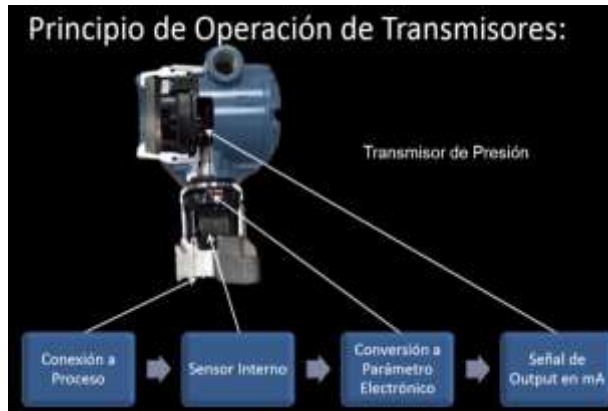 Principio de Operación de Transmisores:
Transmisor de Presión
Conexión a
Proceso
Sensor Interno
Conversión a
Parámetro
Electrónico
Señal de
Output en mA